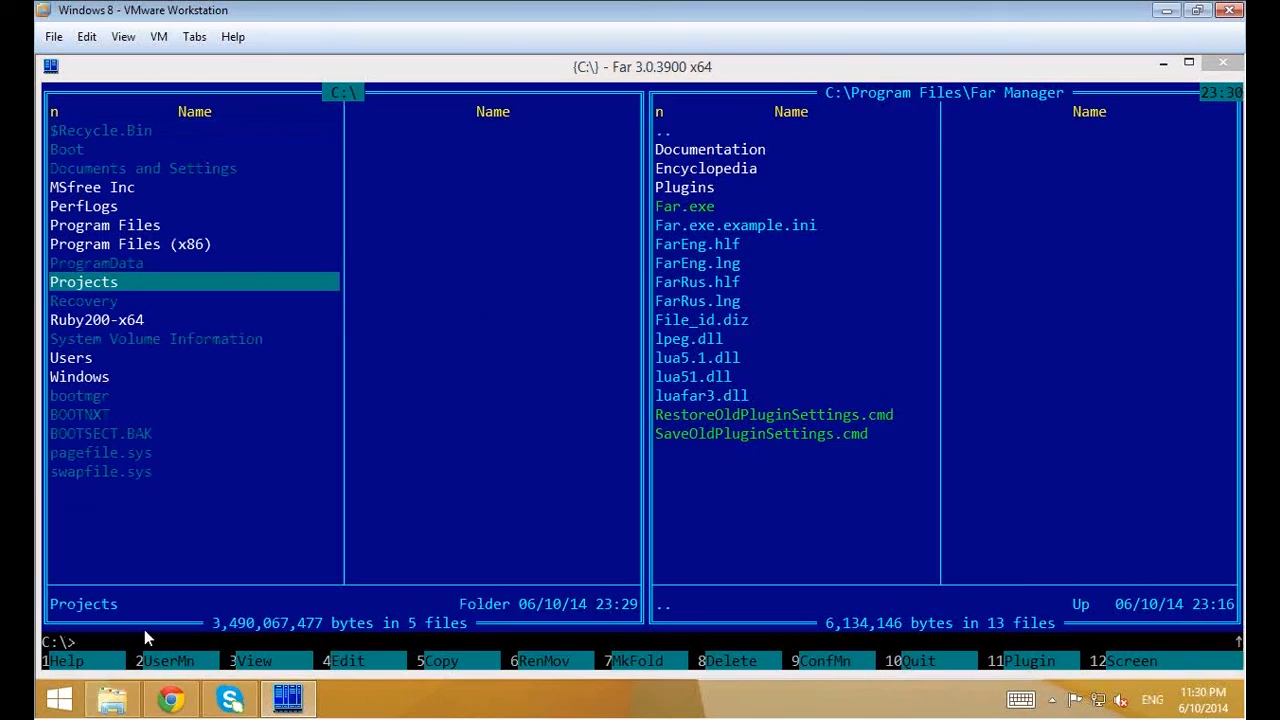 Windows 8 - VMware Workstation
File Edit View VM Tabs Help
{C:\} - Far 3.0.3900 x64
C:\
n Name Name
$Recycle.Bin
Boot
Documents and Settings
MSfree Inc
PerfLogs
Program Files
Program Files (x86)
ProgramData
Projects
Recovery
Ruby200-x64
System Volume Information
Users
Windows
bootmgr
BOOTNXT
BOOTSECT.BAK
pagefile.sys
swapfile.sys
Projects Folder 06/10/14 23:29
3,490,067,477 bytes in 5 files
C:\Program Files\Far Manager 23:30
n Name Name
..
Documentation
Encyclopedia
Plugins
Far.exe
Far.exe.example.ini
FarEng.hlf
FarEng.lng
FarRus.hlf
FarRus.lng
File_id.diz
lpeg.dll
lua5.1.dll
lua51.dll
luafar3.dll
RestoreOldPluginSettings.cmd
SaveOldPluginSettings.cmd
.. Up 06/10/14 23:16
6,134,146 bytes in 13 files
C:\>
1Help 2UserMn 3View 4Edit 5Copy 6RenMov 7MkFold 8Delete 9ConfMn 10Quit 11Plugin 12Screen
ENG
11:30 PM
6/10/2014